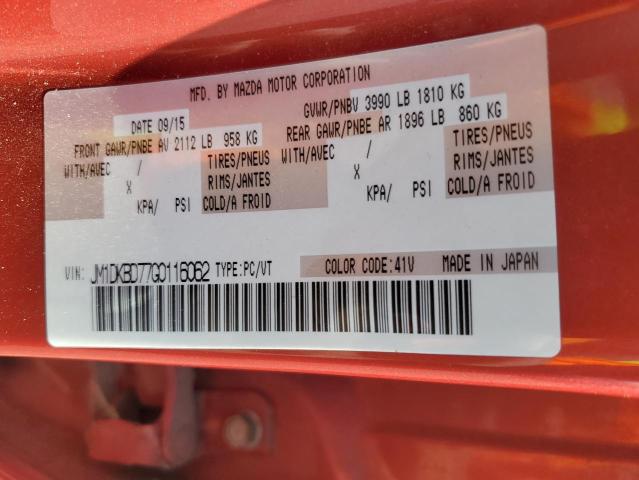 MFD. BY MAZDA MOTOR CORPORATION
DATE 09/15 GVWR/PNBV 3990 LB 1810 KG
FRONT GAWR/PNBE AV 2112 LB 958 KG REAR GAWR/PNBE AR 1896 LB 860 KG
WITH/AVEC / TIRES/PNEUS WITH/AVEC / TIRES/PNEUS
X RIMS/JANTES X RIMS/JANTES
KPA/ PSI COLD/A FROID KPA/ PSI COLD/A FROID
VIN: JM1DKBD77G0116062 TYPE:PC/VT COLOR CODE:41V MADE IN JAPAN